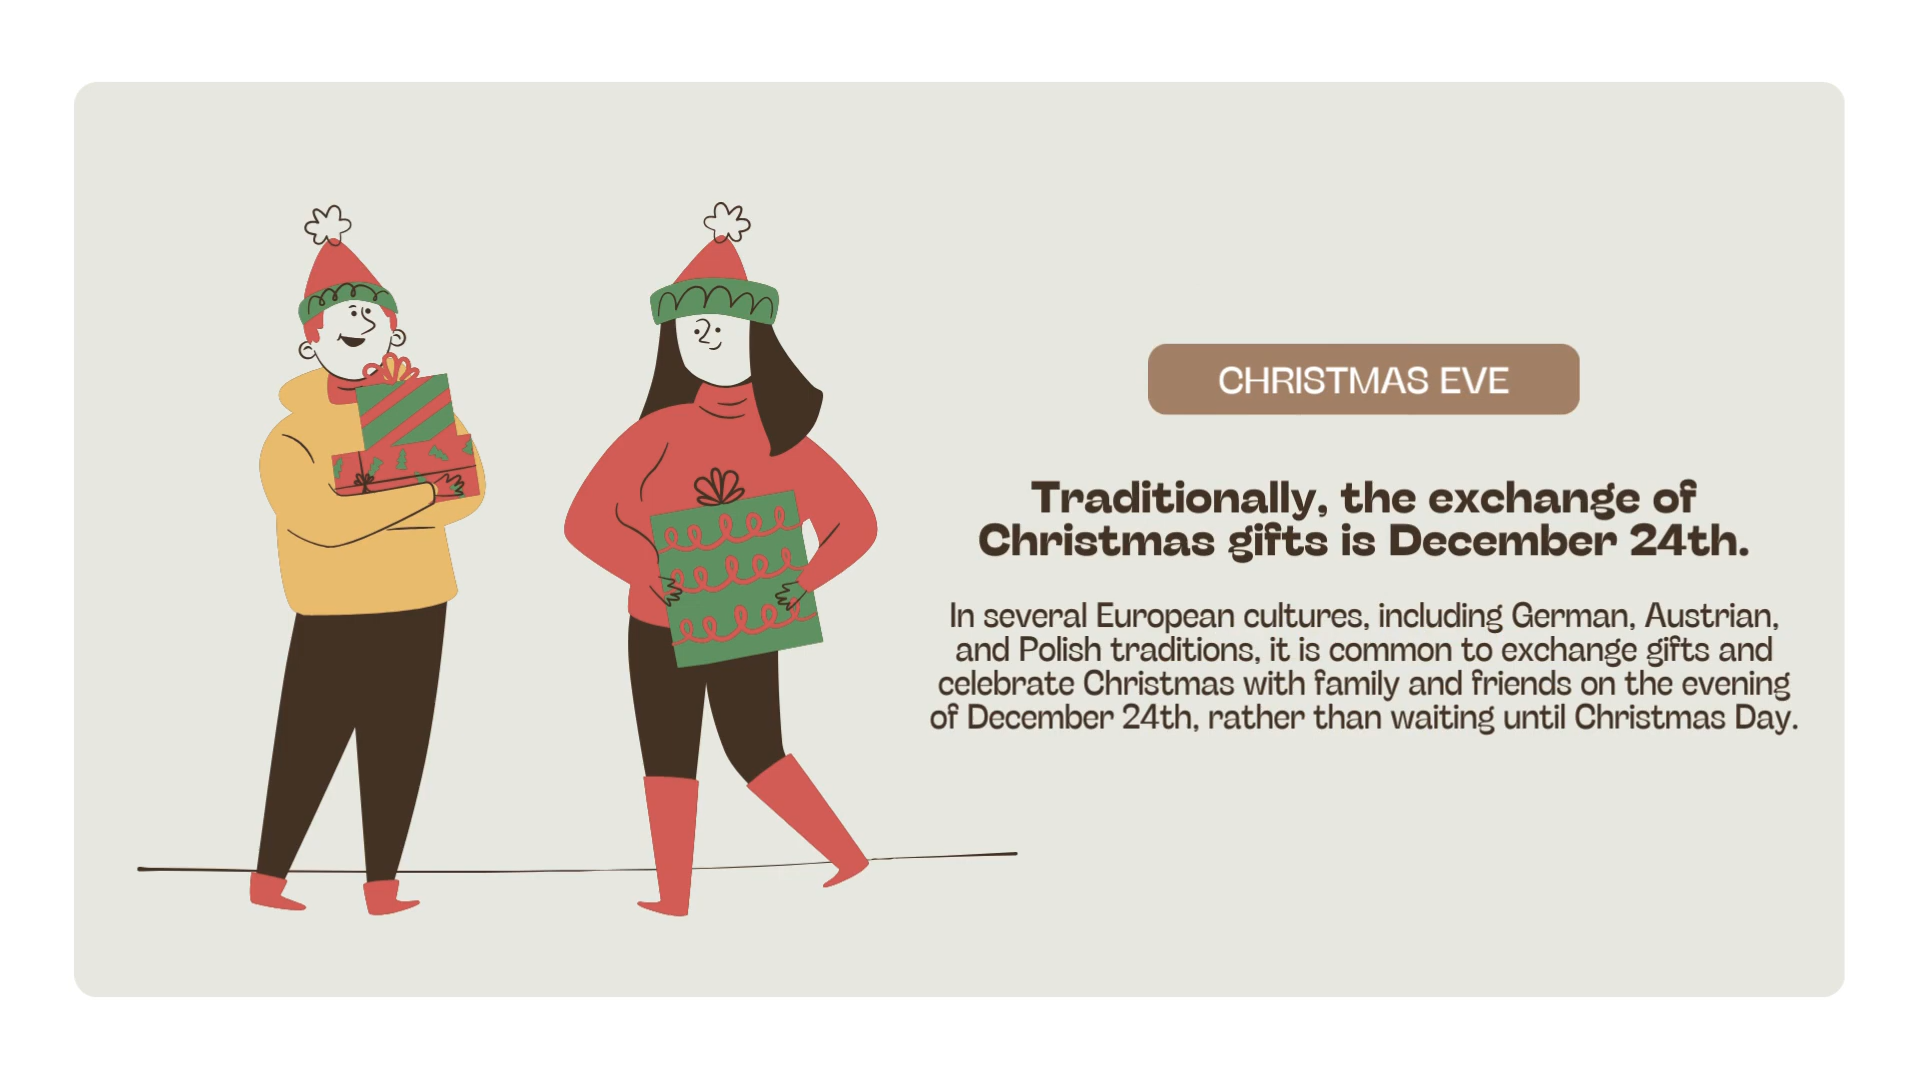 CHRISTMAS EVE
Traditionally, the exchange of
Christmas gifts is December 24th.
In several European cultures, including German, Austrian,
and Polish traditions, it is common to exchange gifts and
celebrate Christmas with family and friends on the evening
of December 24th, rather than waiting until Christmas Day.